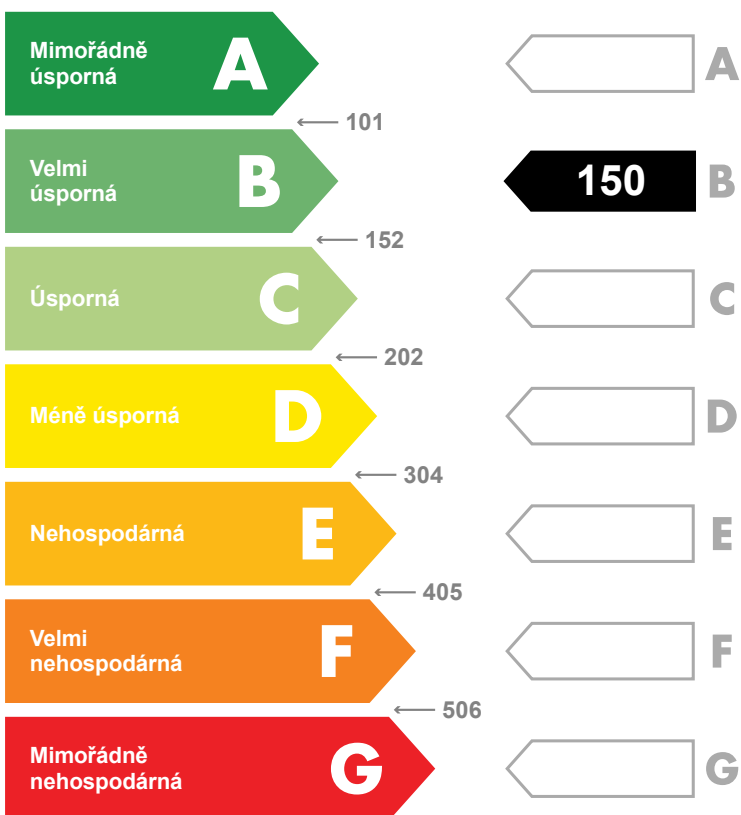 Mimořádně
úsporná
A
A
101
Velmi
úsporná
B
150
B
152
Úsporná
C
C
202
Méně úsporná
D
D
304
Nehospodárná
E
E
405
Velmi
nehospodárná
F
F
506
Mimořádně
nehospodárná
G
G